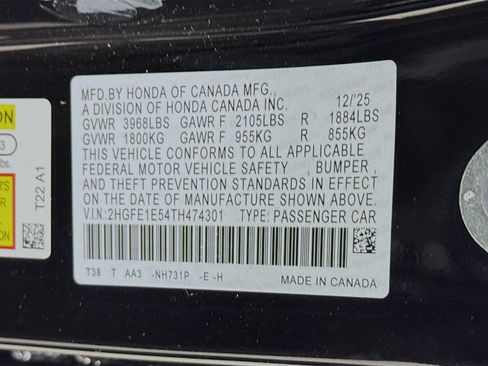 MFD.BY HONDA OF CANADA MFG.,
A DIVISION OF HONDA CANADA INC. 12/'25
GVWR 3968LBS GAWR F 2105LBS R 1884LBS
GVWR 1800KG GAWR F 955KG R 855KG
THIS VEHICLE CONFORMS TO ALL APPLICABLE
FEDERAL MOTOR VEHICLE SAFETY , BUMPER ,
AND THEFT PREVENTION STANDARDS IN EFFECT
ON THE DATE OF MANUFACTURE SHOWN ABOVE.
V.I.N:2HGFE1E54TH474301 TYPE: PASSENGER CAR
T38 T AA3 -NH731P -E -H
MADE IN CANADA
ON
3
lbs.
'S
R
T22 A1